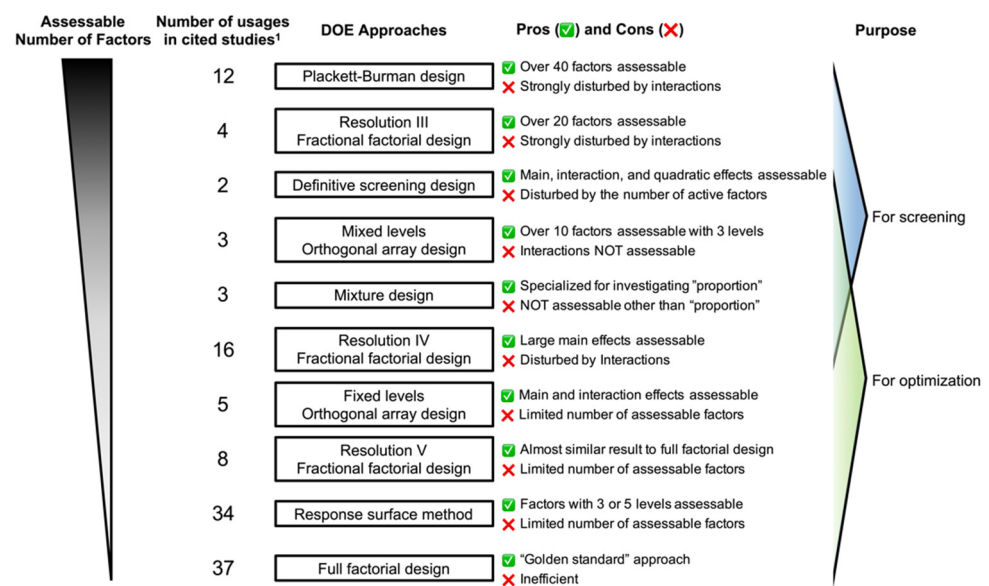 Assessable
Number of Factors
Number of usages
in cited studies¹
DOE Approaches
Pros (✅) and Cons (❌)
Purpose
12
Plackett-Burman design
✅ Over 40 factors assessable
❌ Strongly disturbed by interactions
4
Resolution III
Fractional factorial design
✅ Over 20 factors assessable
❌ Strongly disturbed by interactions
2
Definitive screening design
✅ Main, interaction, and quadratic effects assessable
❌ Disturbed by the number of active factors
3
Mixed levels
Orthogonal array design
✅ Over 10 factors assessable with 3 levels
❌ Interactions NOT assessable
For screening
3
Mixture design
✅ Specialized for investigating ”proportion”
❌ NOT assessable other than “proportion”
16
Resolution IV
Fractional factorial design
✅ Large main effects assessable
❌ Disturbed by Interactions
For optimization
5
Fixed levels
Orthogonal array design
✅ Main and interaction effects assessable
❌ Limited number of assessable factors
8
Resolution V
Fractional factorial design
✅ Almost similar result to full factorial design
❌ Limited number of assessable factors
34
Response surface method
✅ Factors with 3 or 5 levels assessable
❌ Limited number of assessable factors
37
Full factorial design
✅ “Golden standard” approach
❌ Inefficient